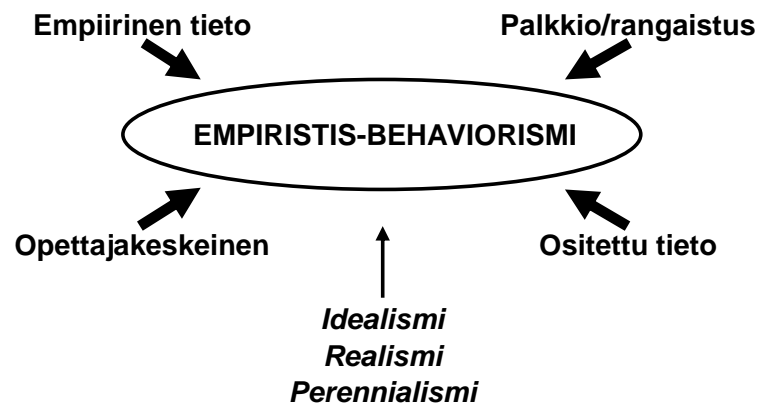 Empiirinen tieto
Palkkio/rangaistus
EMPIRISTIS-BEHAVIORISMI
Opettajakeskeinen
Ositettu tieto
Idealismi
Realismi
Perennialismi